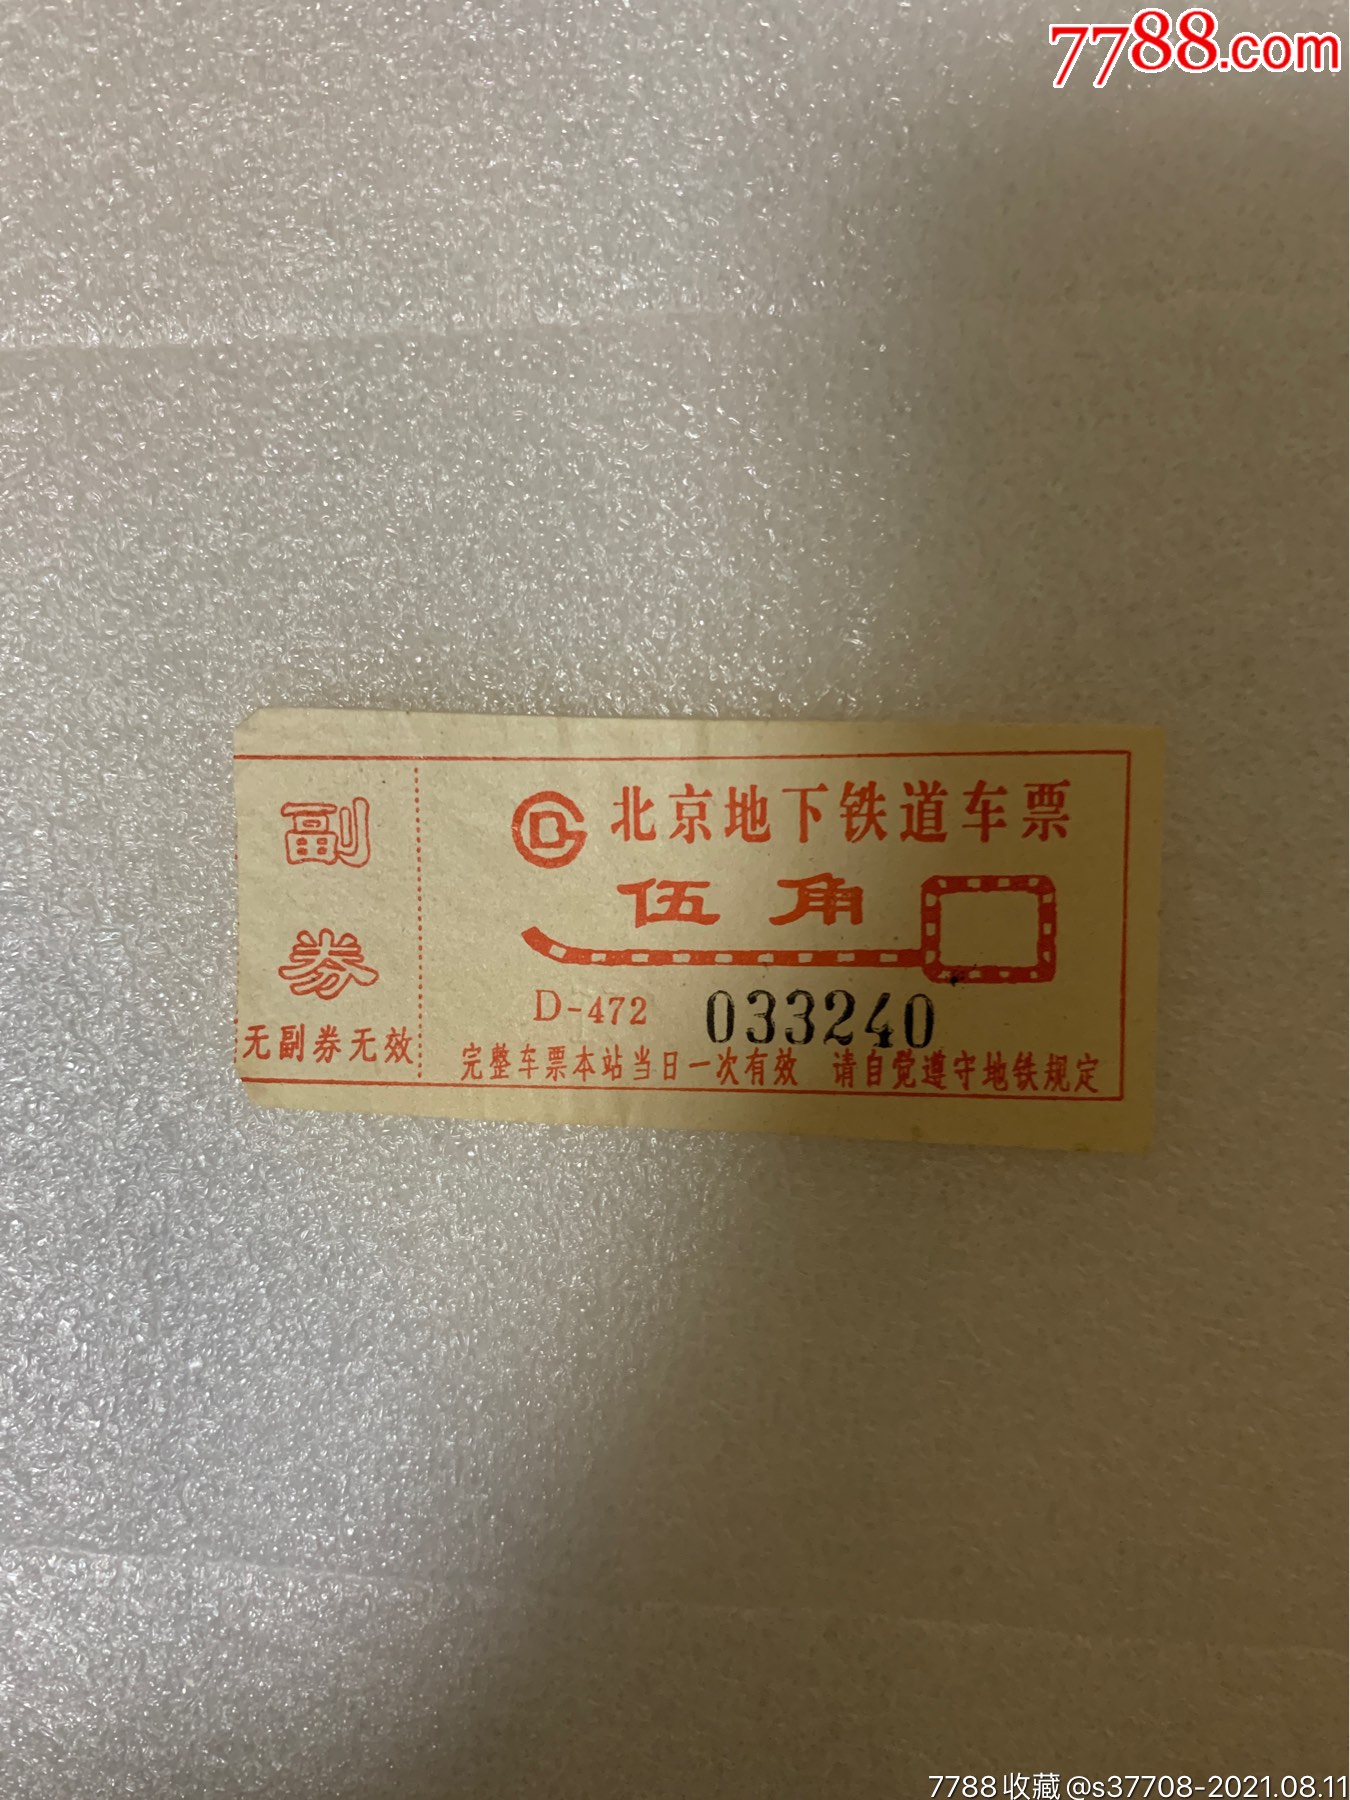 7788.com
副
券
无副券无效
北京地下铁道车票
伍角
D-472 033240
完整车票本站当日一次有效 请自觉遵守地铁规定
7788收藏@s37708-2021.08.11